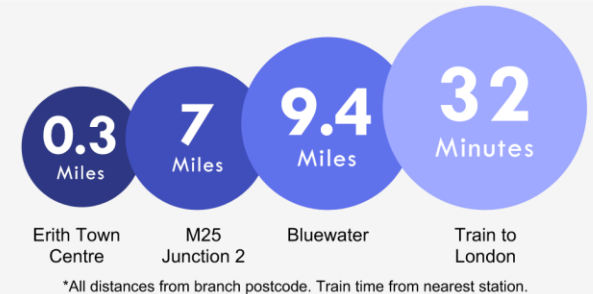 0.3
Miles
7
Miles
9.4
Miles
32
Minutes
Erith Town
Centre
M25
Junction 2
Bluewater
Train to
London
*All distances from branch postcode. Train time from nearest station.